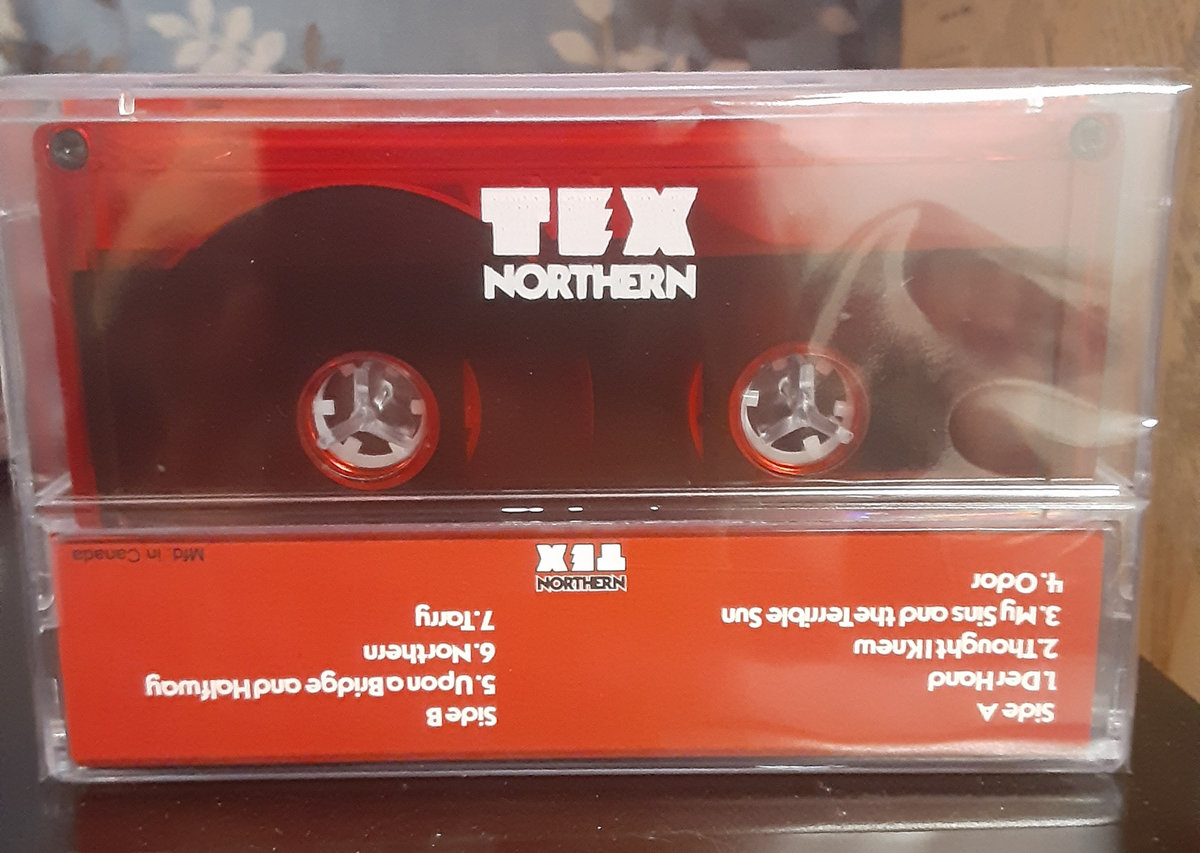 TEX
NORTHERN
Side A
1. Der Hand
2. Thought I Knew
3. My Sins and the Terrible Sun
4. Odor
Side B
5. Upon a Bridge and Halfway
6. Northern
7. Tarry
NORTHERN
TEX
Mfd. in Canada